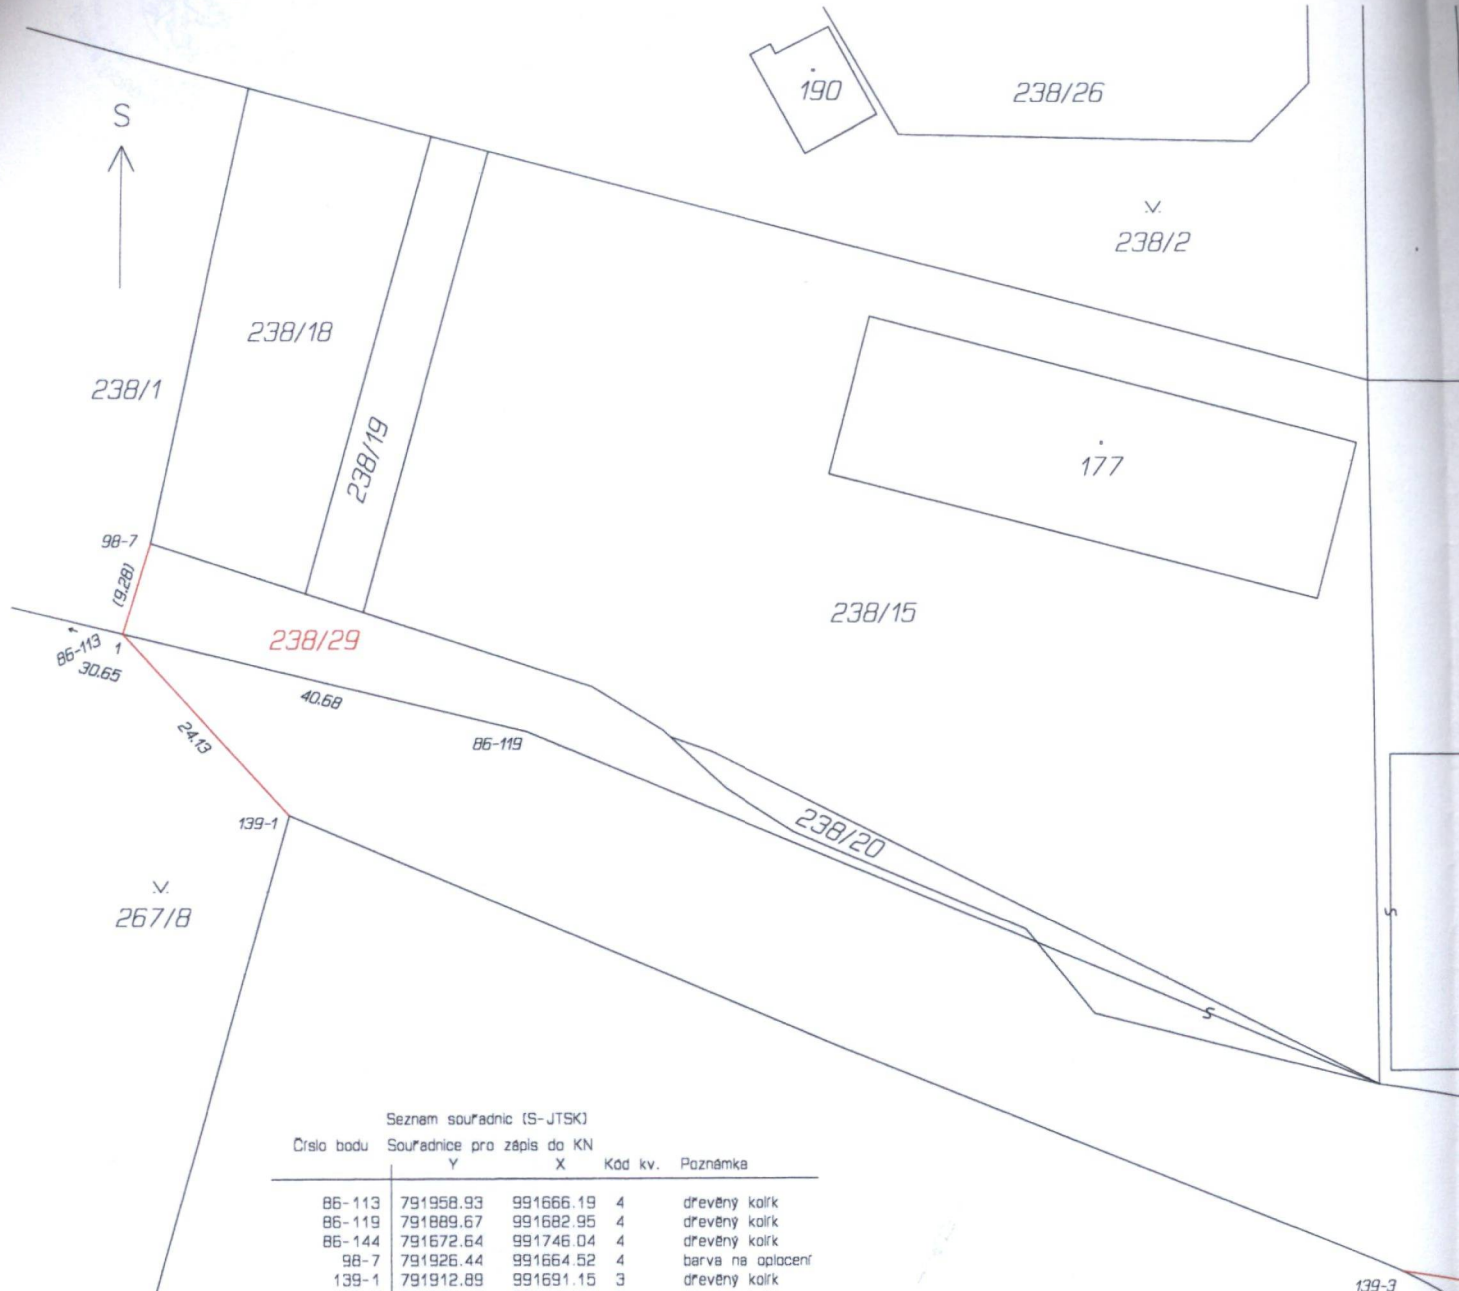 190
238/26
S
238/2
238/18
238/1
238/19
177
98-7
(9.28)
238/15
238/29
86-113
1
30.65
40.68
24.13
86-119
139-1
238/20
267/8
s
s
Seznam souřadnic (S-JTSK)
Číslo bodu Souřadnice pro zápis do KN
Y X Kód kv. Poznámka
86-113 791958.93 991666.19 4 dřevěný kolík
86-119 791889.67 991682.95 4 dřevěný kolík
86-144 791672.64 991746.04 4 dřevěný kolík
98-7 791926.44 991664.52 4 barva na oplocení
139-1 791912.89 991691.15 3 dřevěný kolík
139-3